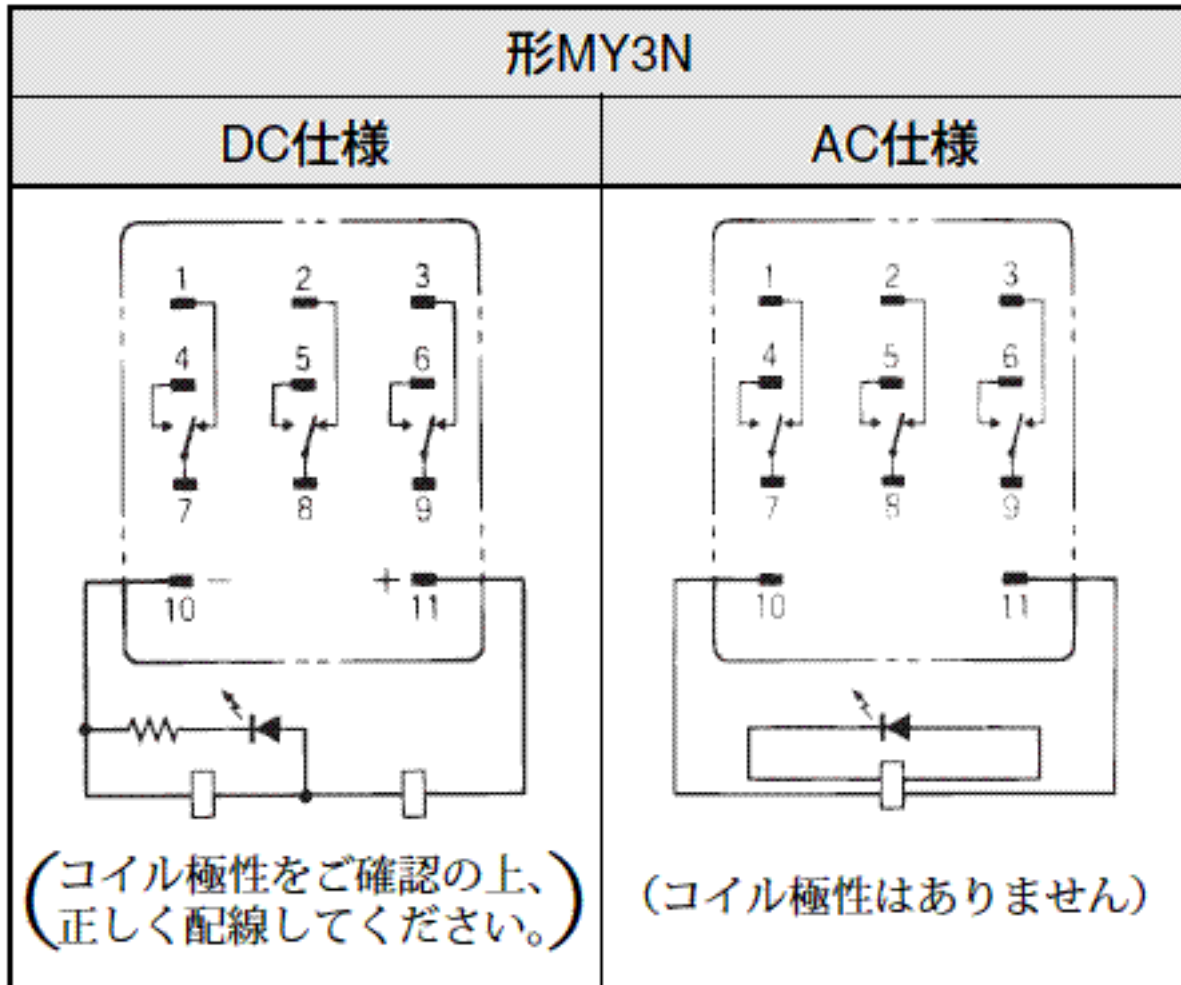 形MY3N
DC仕様
AC仕様
1 2 3
4 5 6
7 8 9
10 − + 11
(コイル極性をご確認の上、
正しく配線してください。)
1 2 3
4 5 6
7 8 9
10 11
(コイル極性はありません)